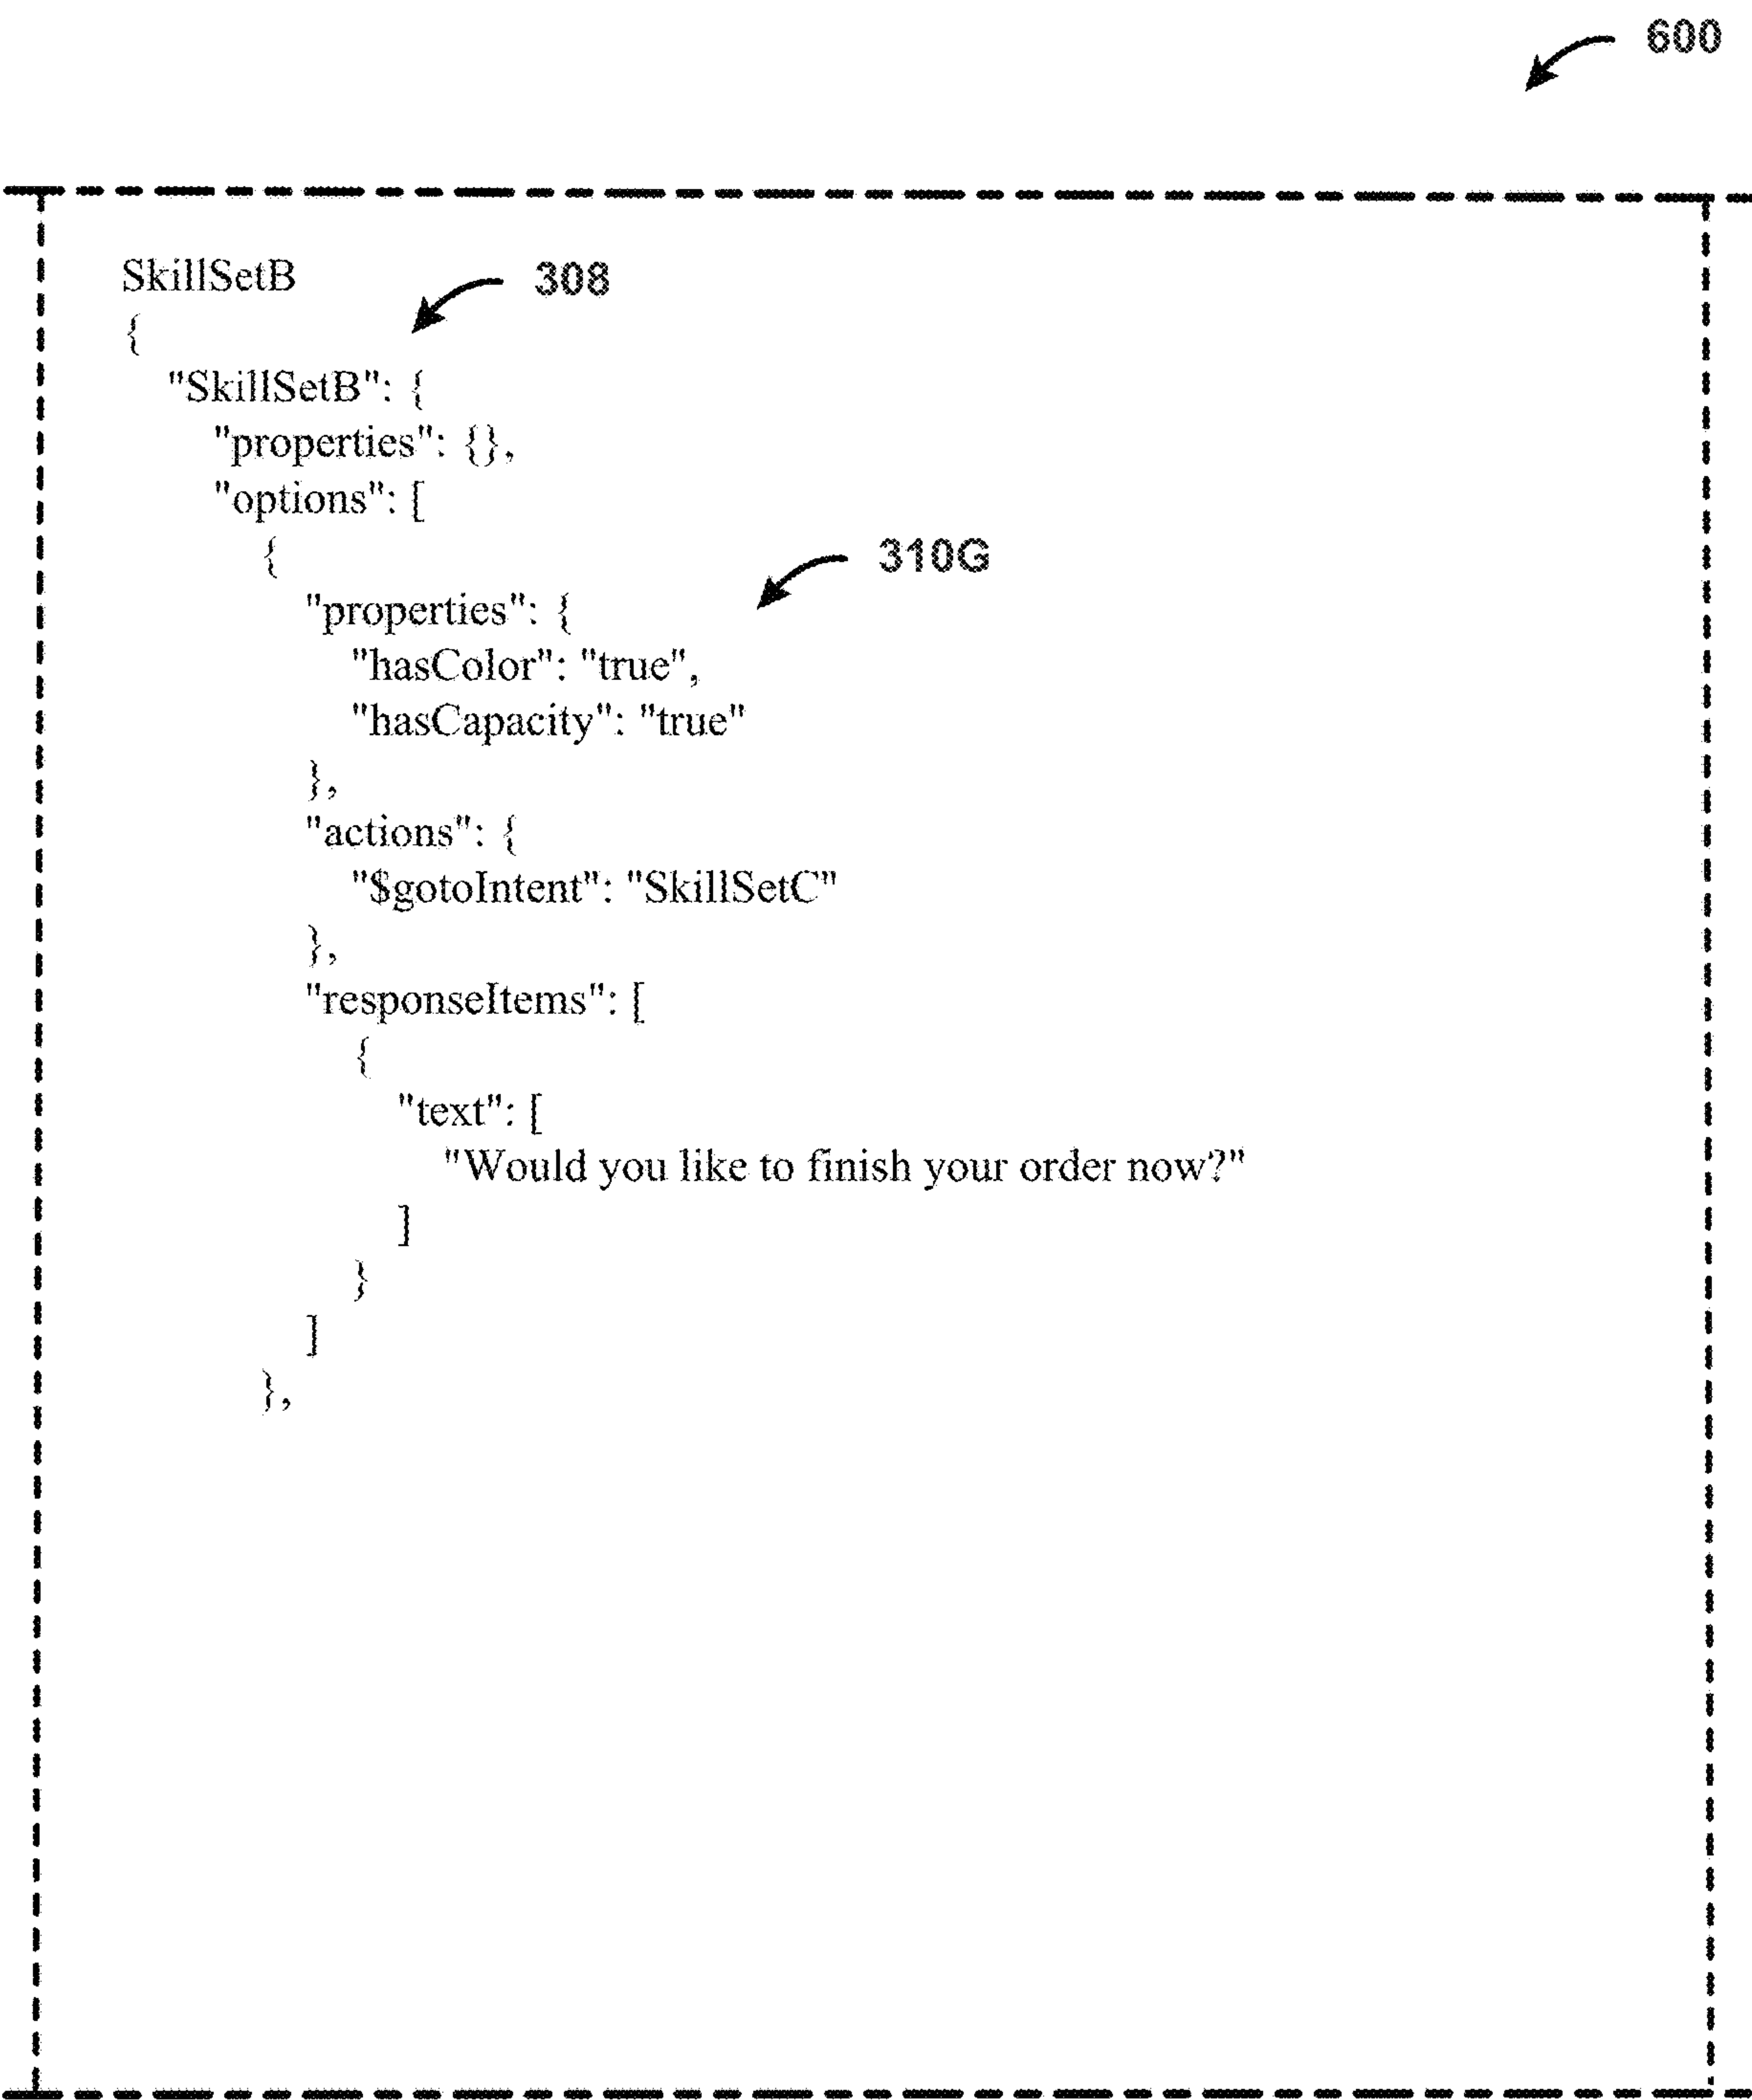 600
SkillSetB
308
{
"SkillSetB": {
"properties": {},
"options": [
{
310G
"properties": {
"hasColor": "true",
"hasCapacity": "true"
},
"actions": {
"$gotoIntent": "SkillSetC"
},
"responseItems": [
{
"text": [
"Would you like to finish your order now?"
]
}
]
},